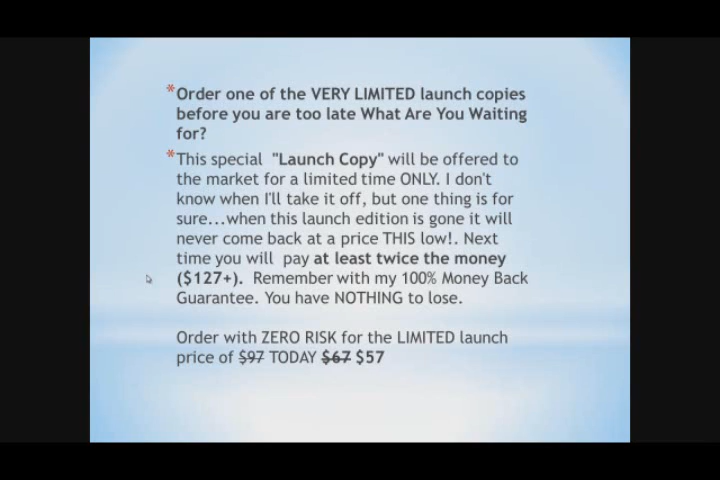 *Order one of the VERY LIMITED launch copies
before you are too late What Are You Waiting
for?
*This special "Launch Copy" will be offered to
the market for a limited time ONLY. I don't
know when I'll take it off, but one thing is for
sure...when this launch edition is gone it will
never come back at a price THIS low!. Next
time you will pay at least twice the money
($127+). Remember with my 100% Money Back
Guarantee. You have NOTHING to lose.
Order with ZERO RISK for the LIMITED launch
price of $97 TODAY $67 $57